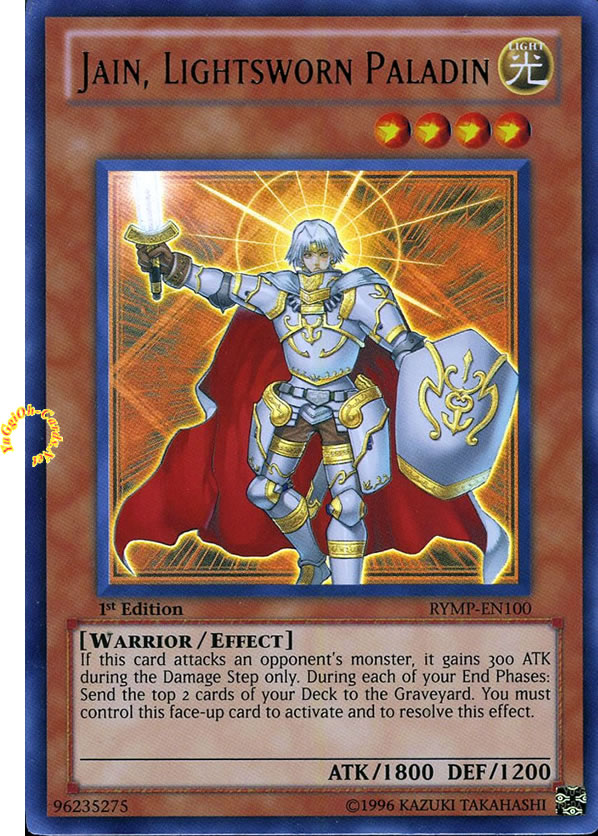 JAIN, LIGHTSWORN PALADIN
LIGHT
光
YuGgiOh-Cards.Net
1st Edition
RYMP-EN100
[WARRIOR/EFFECT]
If this card attacks an opponent's monster, it gains 300 ATK
during the Damage Step only. During each of your End Phases:
Send the top 2 cards of your Deck to the Graveyard. You must
control this face-up card to activate and to resolve this effect.
ATK/1800 DEF/1200
96235275
©1996 KAZUKI TAKAHASHI